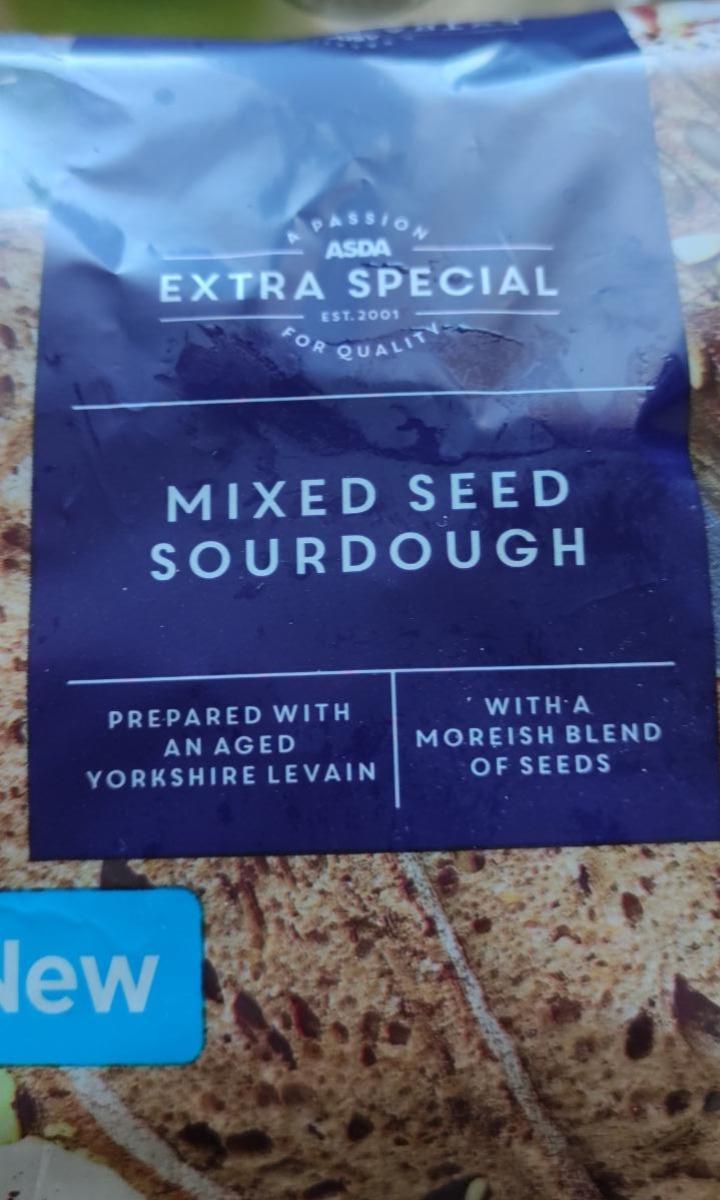 A PASSION
ASDA
EXTRA SPECIAL
EST. 2001
FOR QUALITY
MIXED SEED
SOURDOUGH
PREPARED WITH
AN AGED
YORKSHIRE LEVAIN
WITH A
MOREISH BLEND
OF SEEDS
New